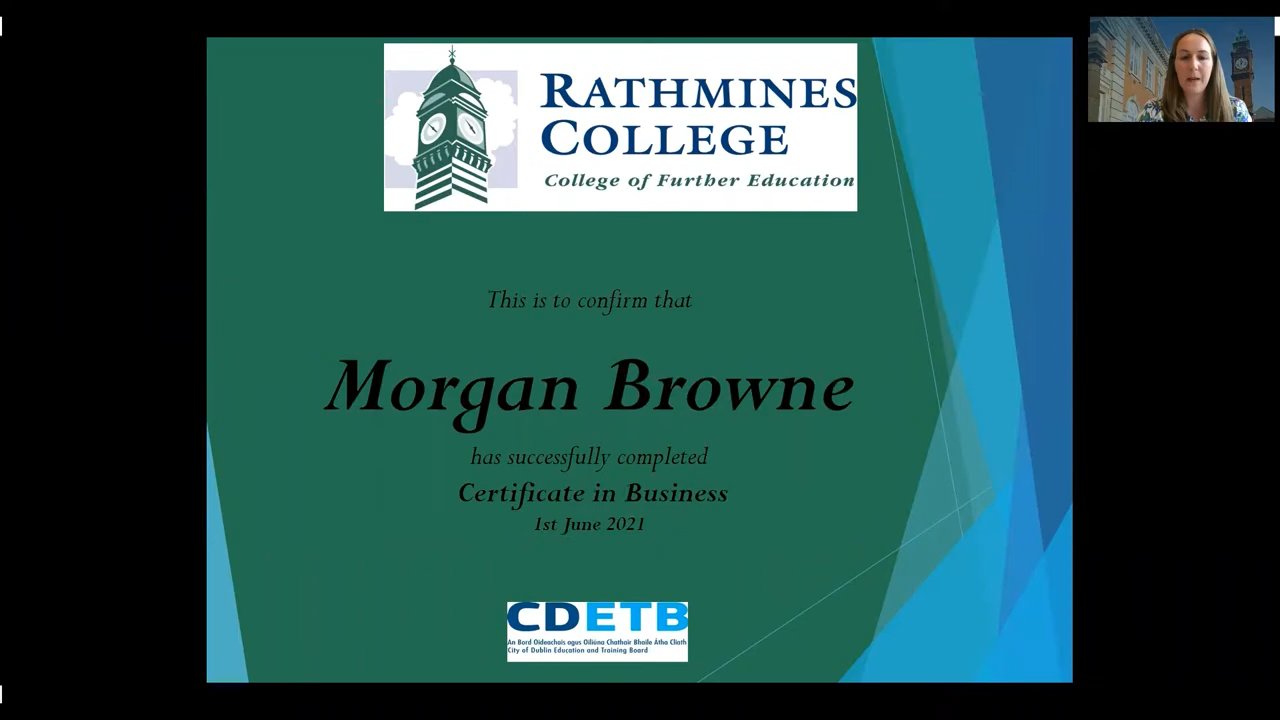 RATHMINES
COLLEGE
College of Further Education
This is to confirm that
Morgan Browne
has successfully completed
Certificate in Business
1st June 2021
CDETB
An Bord Oideachais agus Oiliúna Chathair Bhaile Átha Cliath
City of Dublin Education and Training Board